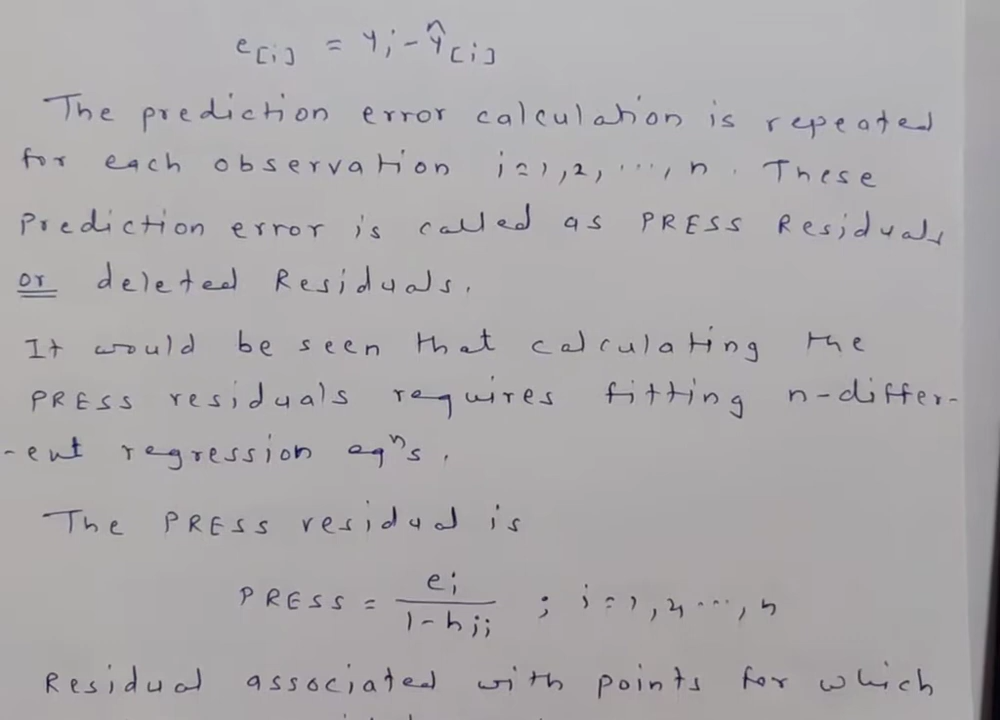 e[i] = Yi - Ŷ[i]
The prediction error calculation is repeated
for each observation i=1,2, ..., n. These
Prediction error is called as PRESS Residuals
or deleted Residuals.
It would be seen that calculating the
PRESS residuals requires fitting n-differ-
-ent regression eqⁿs.
The PRESS residual is
PRESS = ei / 1-hii ; i=1,2,...,n
Residual associated with points for which